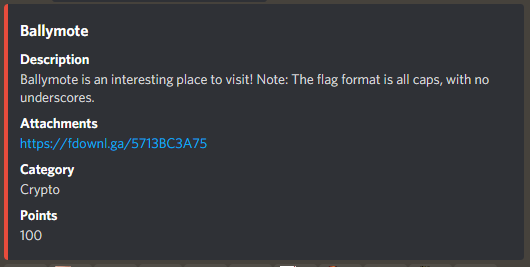 Ballymote
Description
Ballymote is an interesting place to visit! Note: The flag format is all caps, with no
underscores.
Attachments
https://fdownl.ga/5713BC3A75
Category
Crypto
Points
100